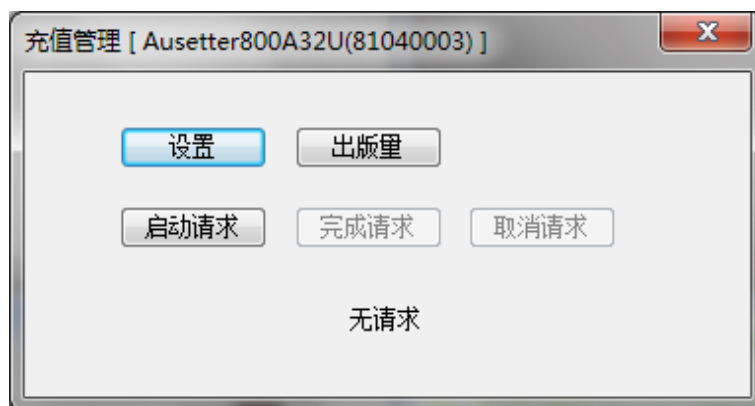 充值管理 [ Ausetter800A32U(81040003) ]
设置 出版量
启动请求 完成请求 取消请求
无请求